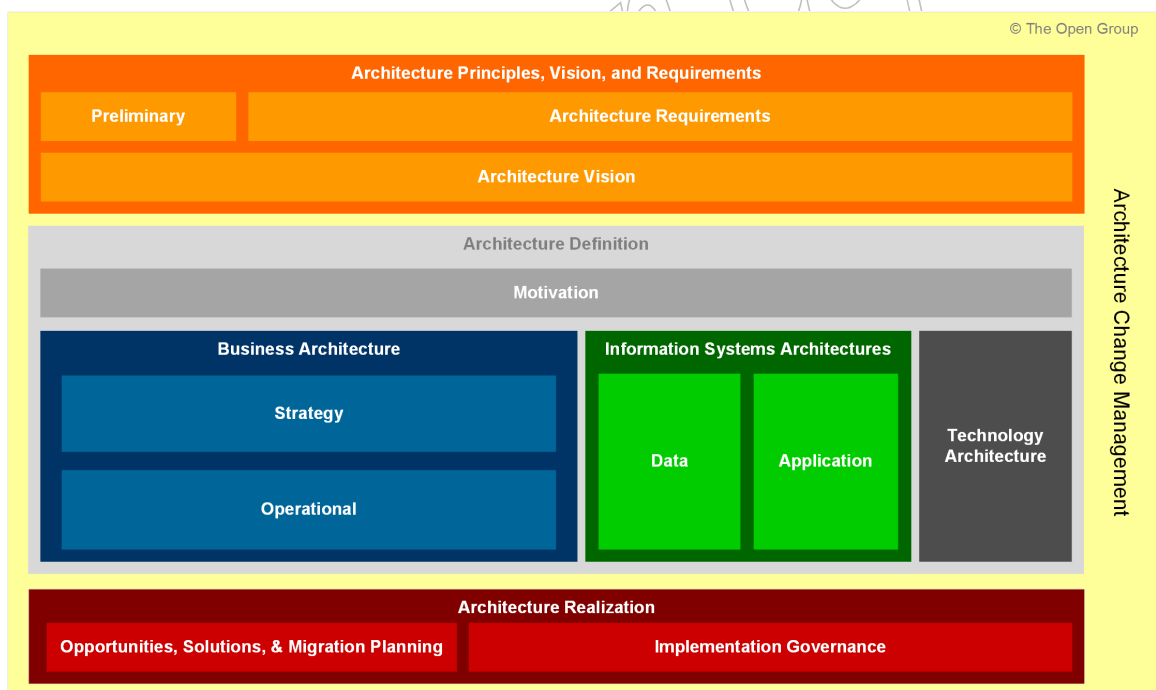 © The Open Group
Architecture Principles, Vision, and Requirements
Preliminary
Architecture Requirements
Architecture Vision
Architecture Definition
Motivation
Business Architecture
Strategy
Operational
Information Systems Architectures
Data
Application
Technology
Architecture
Architecture Change Management
Architecture Realization
Opportunities, Solutions, & Migration Planning
Implementation Governance